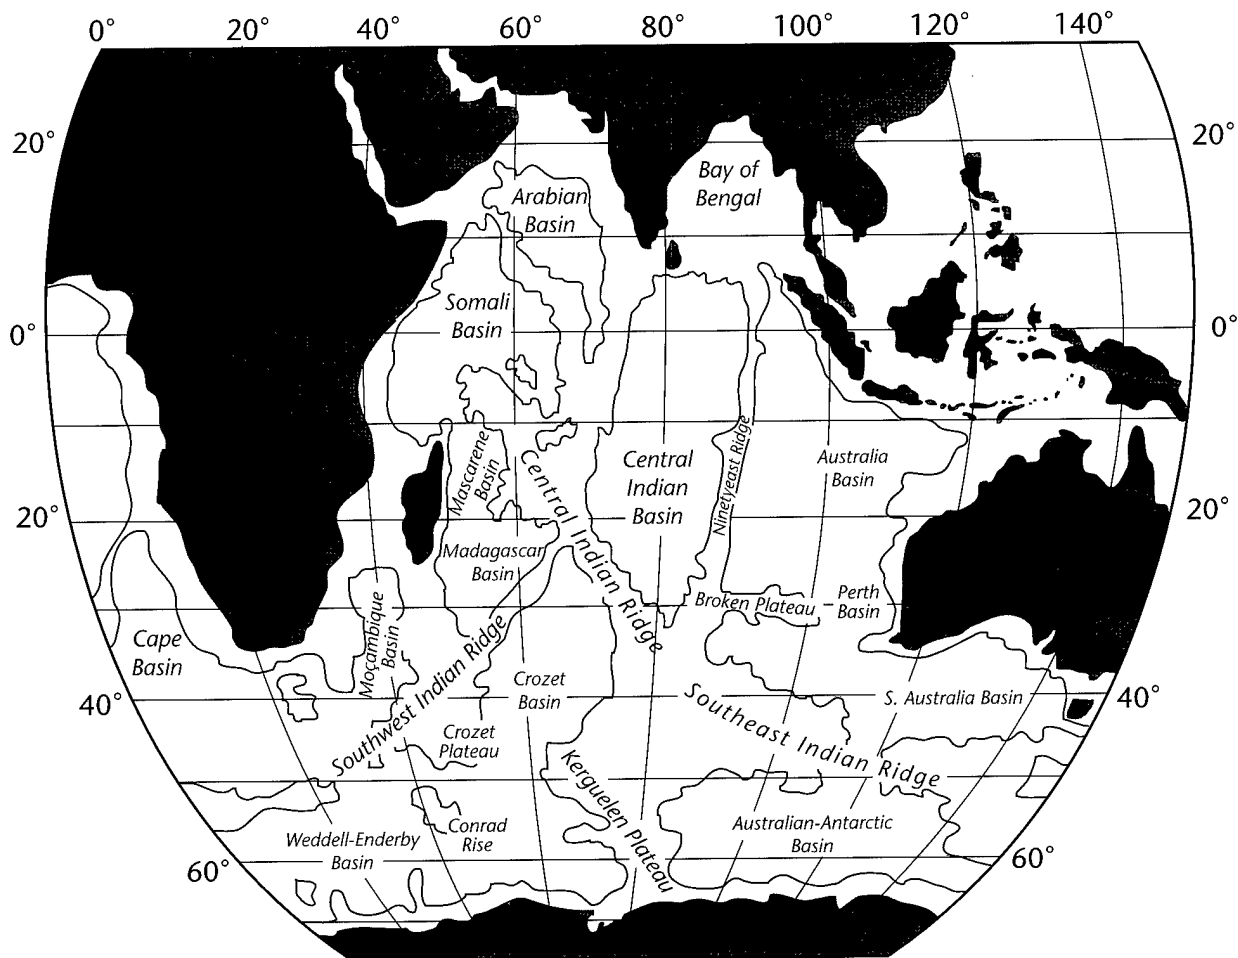 0° 20° 40° 60° 80° 100° 120° 140°
20°
20°
Bay of
Bengal
Arabian
Basin
Somali
Basin
0°
0°
Mascarene
Basin
Central
Indian
Basin
Ninetyeast Ridge
Australia
Basin
Central Indian Ridge
20°
20°
Madagascar
Basin
Moçambique
Basin
Broken Plateau
Perth
Basin
Cape
Basin
Southwest Indian Ridge
Crozet
Basin
Southeast Indian Ridge
S. Australia Basin
40°
40°
Crozet
Plateau
Kerguelen Plateau
Weddell-Enderby
Basin
Conrad
Rise
Australian-Antarctic
Basin
60°
60°